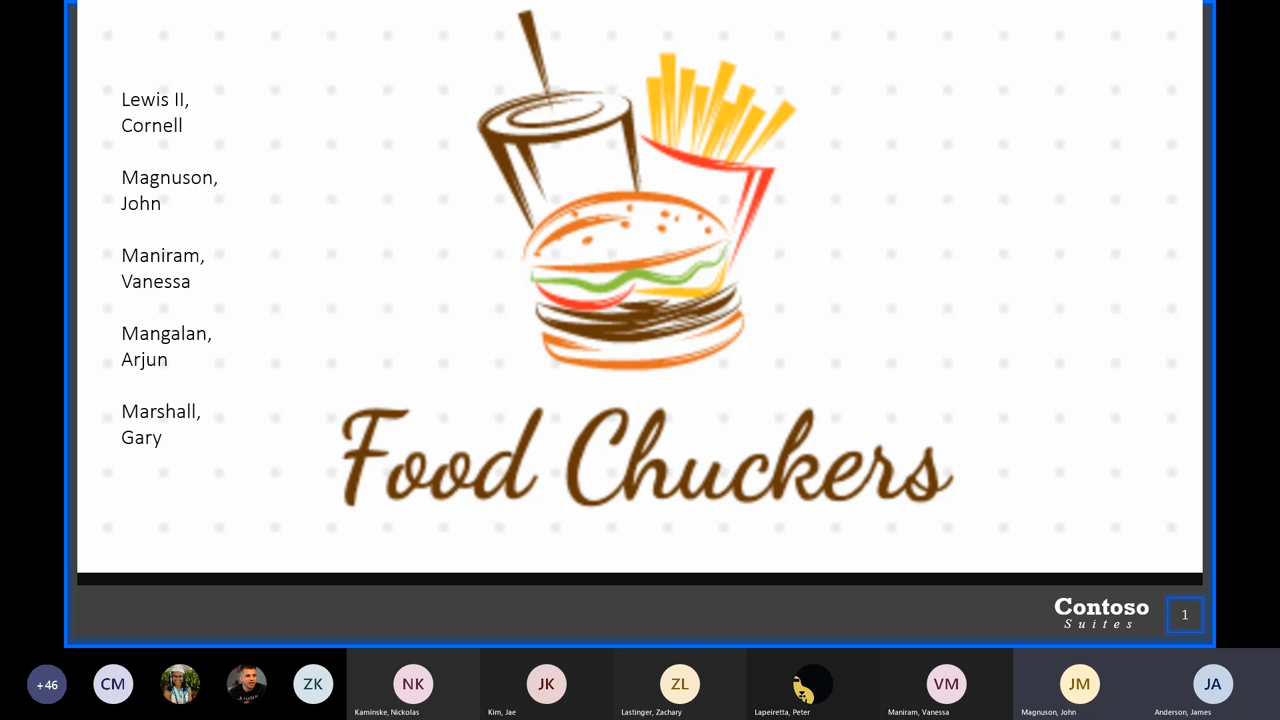 Lewis II,
Cornell
Magnuson,
John
Maniram,
Vanessa
Mangalan,
Arjun
Marshall,
Gary
Food Chuckers
Contoso
Suites
1
+46
CM
ZK
NK
Kaminske, Nickolas
JK
Kim, Jae
ZL
Lastinger, Zachary
Lapeiretta, Peter
VM
Maniram, Vanessa
JM
Magnuson, John
JA
Anderson, James